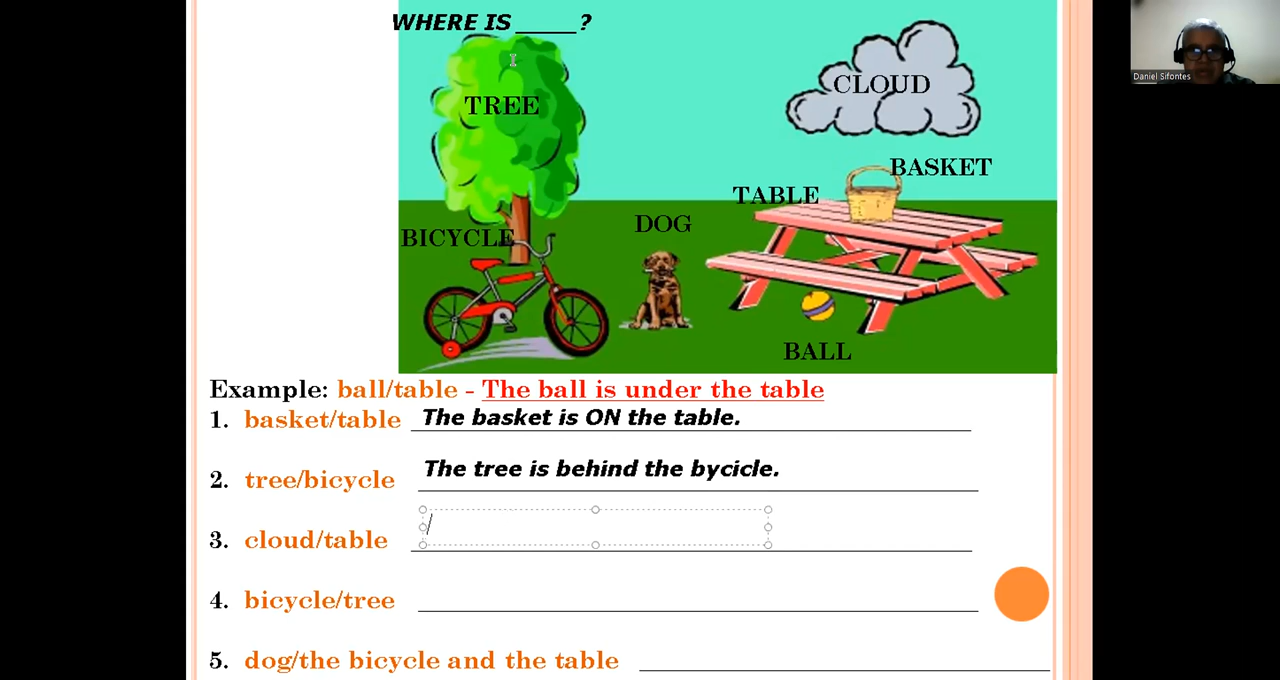 WHERE IS ____?
Daniel Sifontes
TREE
CLOUD
BASKET
TABLE
DOG
BICYCLE
BALL
Example: ball/table - The ball is under the table
1. basket/table The basket is ON the table.
2. tree/bicycle The tree is behind the bycicle.
3. cloud/table
4. bicycle/tree
5. dog/the bicycle and the table